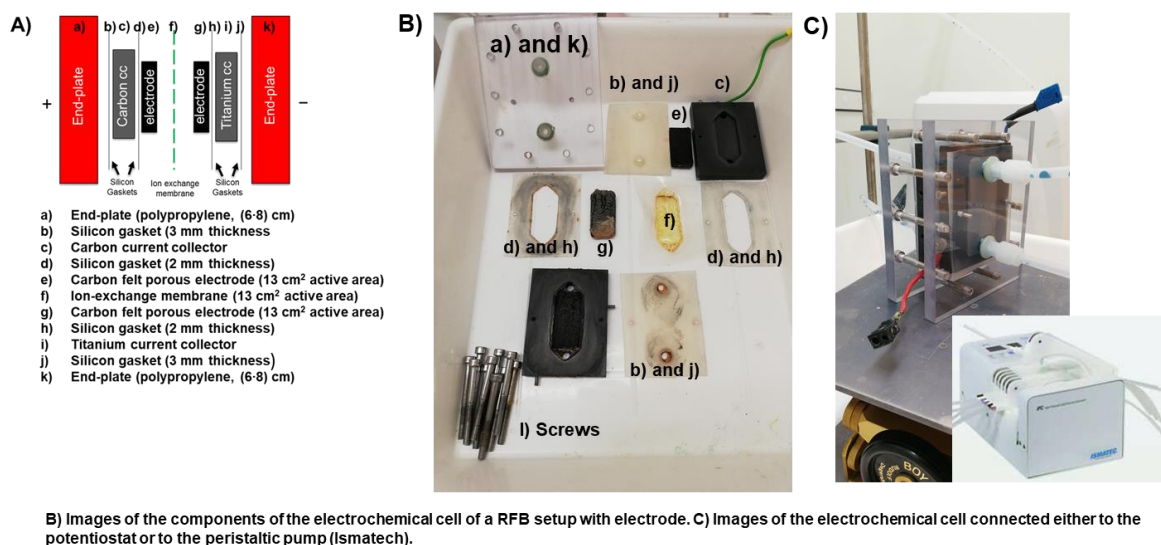 A)
a) b) c) d) e) f) g) h) i) j) k)
+
End-plate
Carbon cc
electrode
electrode
Titanium cc
End-plate
−
Silicon
Gaskets
Ion exchange
membrane
Silicon
Gaskets
a) End-plate (polypropylene, (6·8) cm)
b) Silicon gasket (3 mm thickness
c) Carbon current collector
d) Silicon gasket (2 mm thickness)
e) Carbon felt porous electrode (13 cm² active area)
f) Ion-exchange membrane (13 cm² active area)
g) Carbon felt porous electrode (13 cm² active area)
h) Silicon gasket (2 mm thickness)
i) Titanium current collector
j) Silicon gasket (3 mm thickness)
k) End-plate (polypropylene, (6·8) cm)
B)
a) and k)
b) and j)
c)
e)
d) and h)
g)
f)
d) and h)
b) and j)
l) Screws
C)
BOY
ISMATEC
B) Images of the components of the electrochemical cell of a RFB setup with electrode. C) Images of the electrochemical cell connected either to the
potentiostat or to the peristaltic pump (Ismatech).